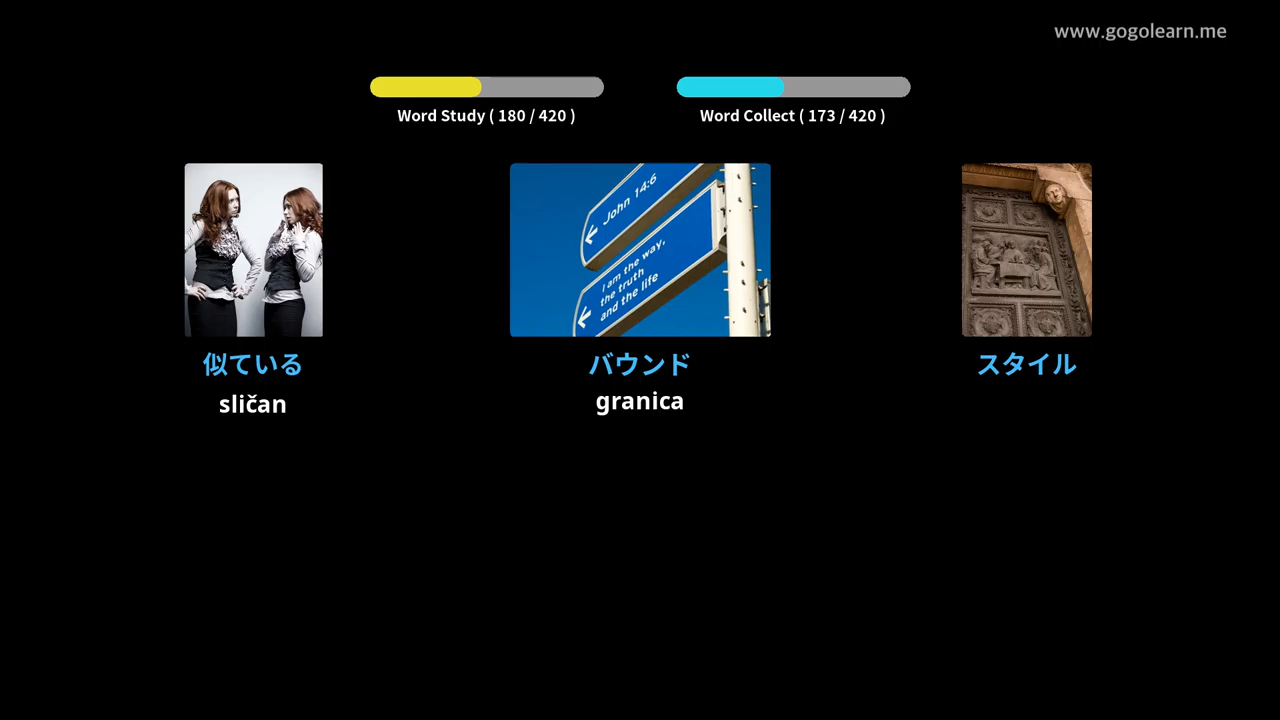 www.gogolearn.me
Word Study ( 180 / 420 )
Word Collect ( 173 / 420 )
John 14:6
I am the way,
the truth
and the life
似ている
バウンド
スタイル
sličan
granica